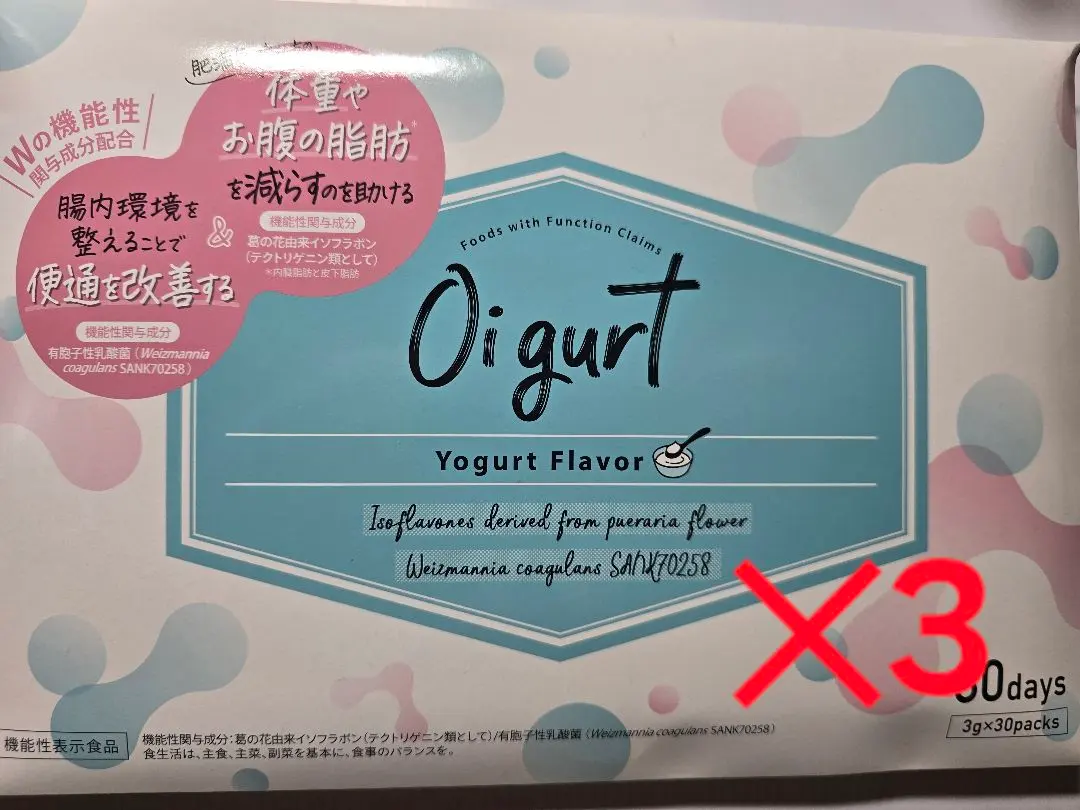 Wの機能性
関与成分配合
体重や
お腹の脂肪*
を減らすのを助ける
機能性関与成分
葛の花由来イソフラボン
(テクトリゲニン類として)
*内臓脂肪と皮下脂肪
&
腸内環境を
整えることで
便通を改善する
機能性関与成分
有胞子性乳酸菌(Weizmannia
coagulans SANK70258)
Foods with Function Claims
Oigurt
Yogurt Flavor
Isoflavones derived from pueraria flower
Weizmannia coagulans SANK70258
×3
30days
3g×30packs
機能性表示食品
機能性関与成分:葛の花由来イソフラボン(テクトリゲニン類として)/有胞子性乳酸菌(Weizmannia coagulans SANK70258)
食生活は、主食、主菜、副菜を基本に、食事のバランスを。